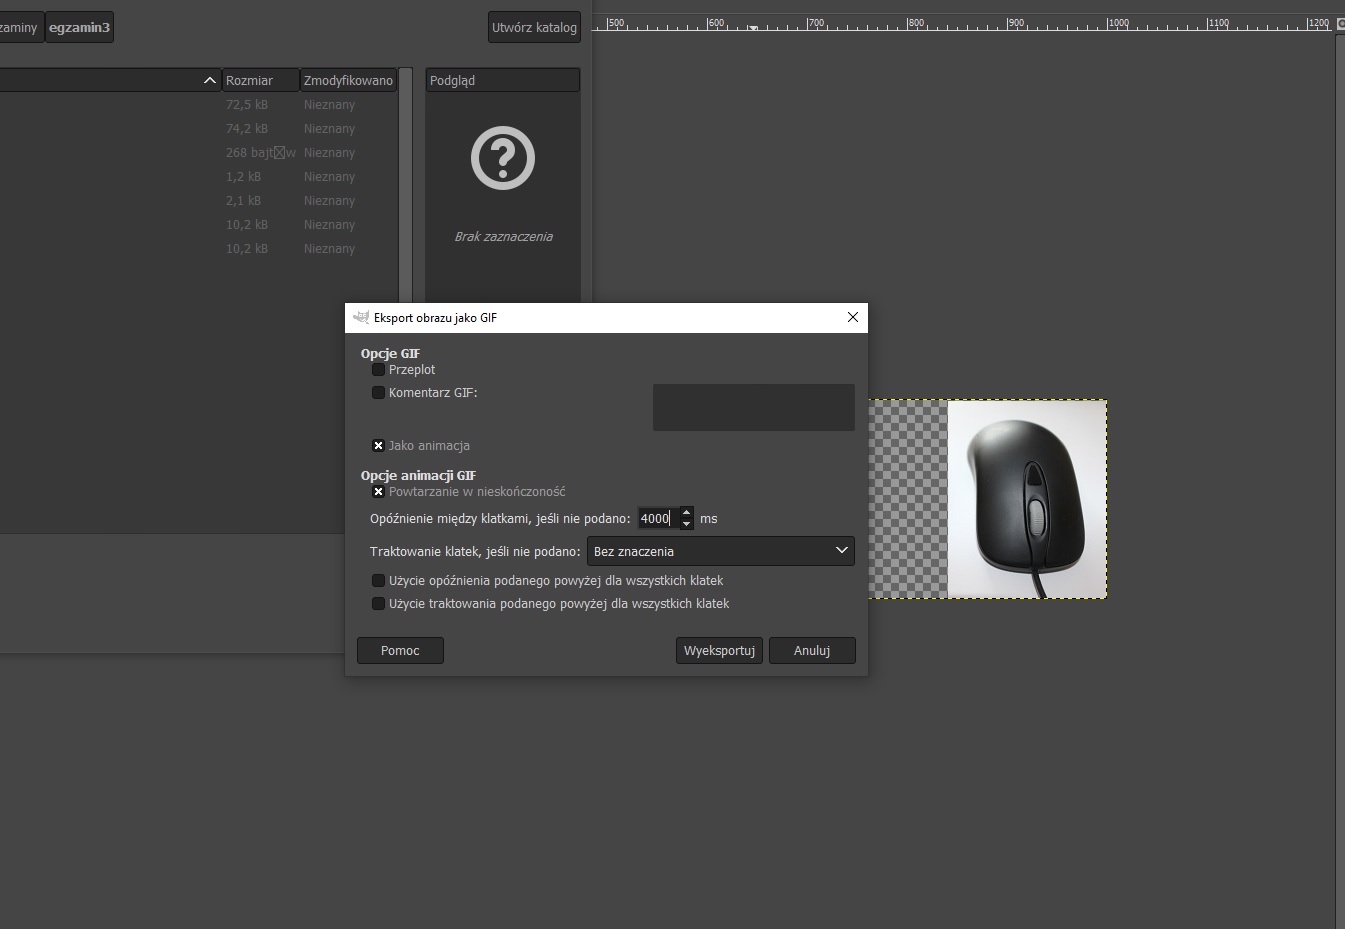 zaminy egzamin3 Utwórz katalog
500 600 700 800 900 1000 1100 1200
Rozmiar Zmodyfikowano Podgląd
72,5 kB Nieznany
74,2 kB Nieznany
268 bajt☒w Nieznany
1,2 kB Nieznany
2,1 kB Nieznany
10,2 kB Nieznany
10,2 kB Nieznany
Brak zaznaczenia
Eksport obrazu jako GIF
Opcje GIF
Przeplot
Komentarz GIF:
Jako animacja
Opcje animacji GIF
Powtarzanie w nieskończoność
Opóźnienie między klatkami, jeśli nie podano: 4000 ms
Traktowanie klatek, jeśli nie podano: Bez znaczenia
Użycie opóźnienia podanego powyżej dla wszystkich klatek
Użycie traktowania podanego powyżej dla wszystkich klatek
Pomoc Wyeksportuj Anuluj